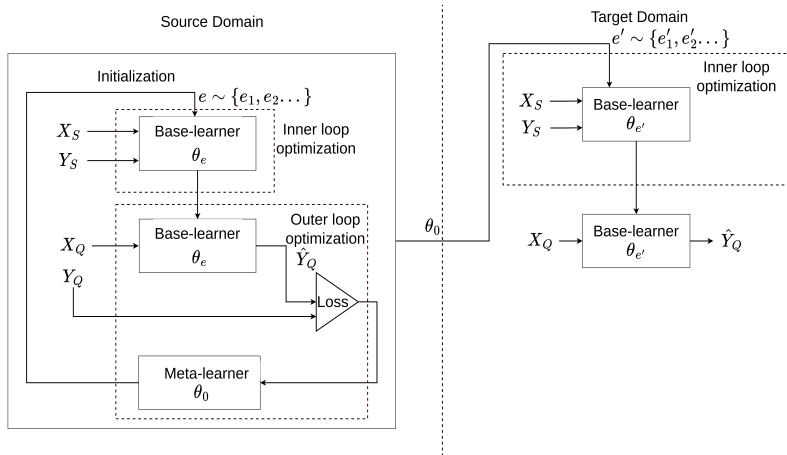 Source Domain
Initialization
e ∼ {e₁, e₂...}
X_S
Y_S
Base-learner
θ_e
Inner loop
optimization
X_Q
Y_Q
Base-learner
θ_e
Outer loop
optimization
Ŷ_Q
Loss
Meta-learner
θ₀
θ₀
Target Domain
e′ ∼ {e′₁, e′₂...}
Inner loop
optimization
X_S
Y_S
Base-learner
θ_e′
X_Q
Base-learner
θ_e′
Ŷ_Q